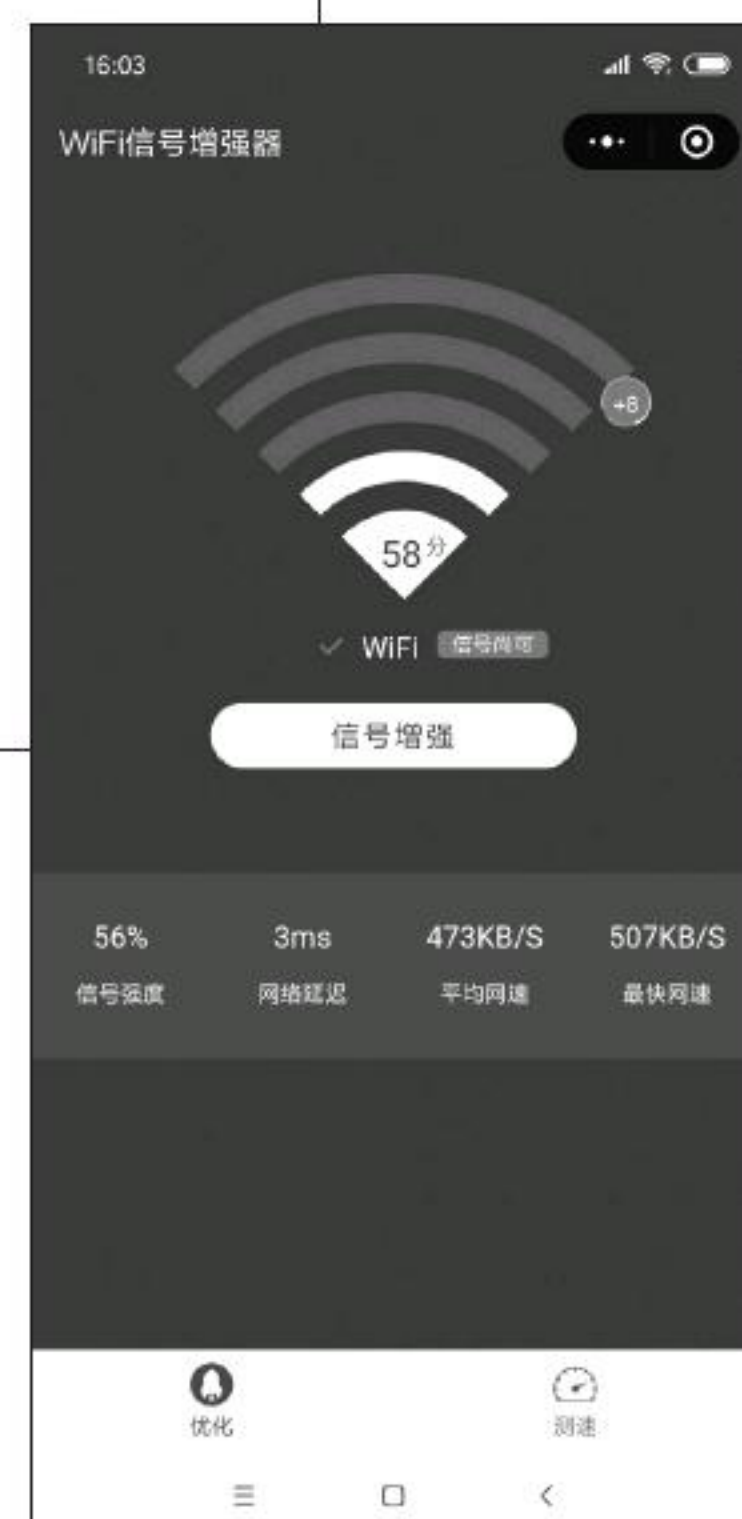 16:03
WiFi信号增强器
+8
58分
WiFi 信号尚可
信号增强
56% 3ms 473KB/S 507KB/S
信号强度 网络延迟 平均网速 最快网速
优化 测速